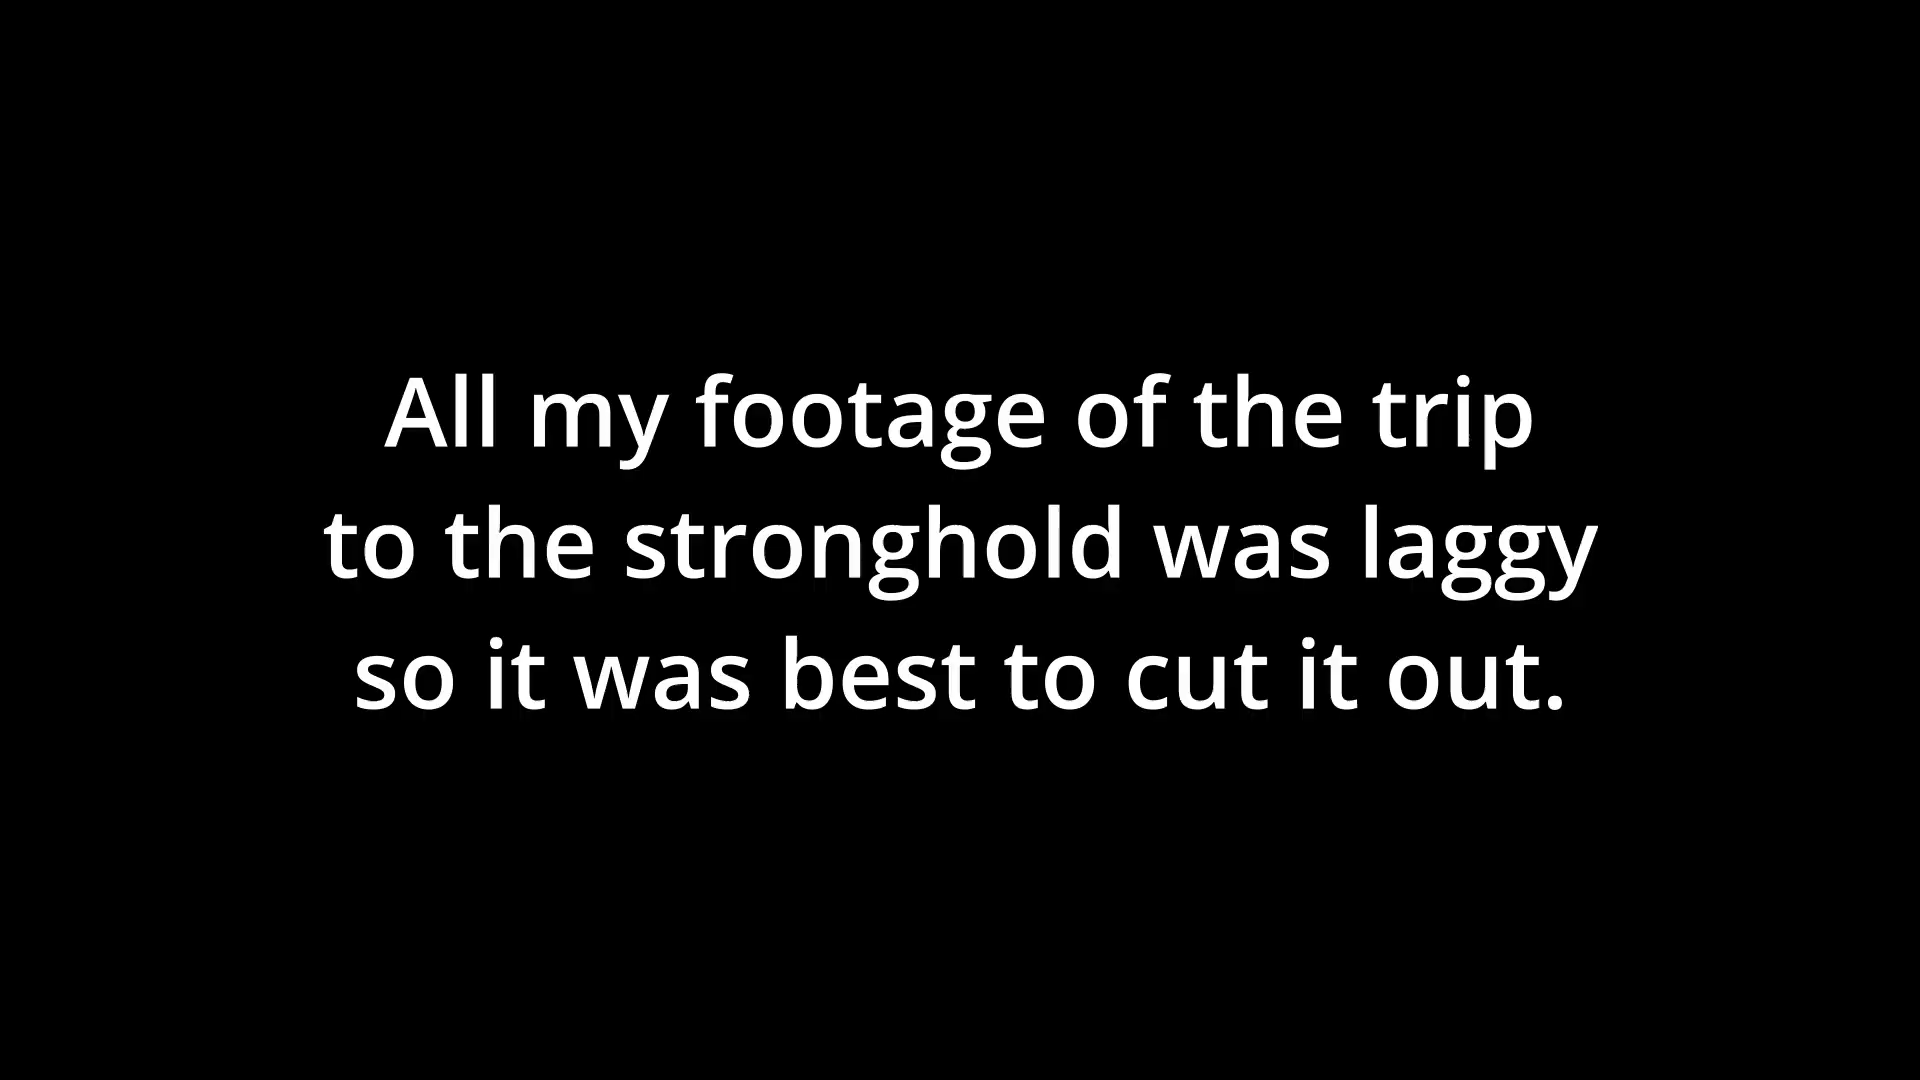 All my footage of the trip
to the stronghold was laggy
so it was best to cut it out.